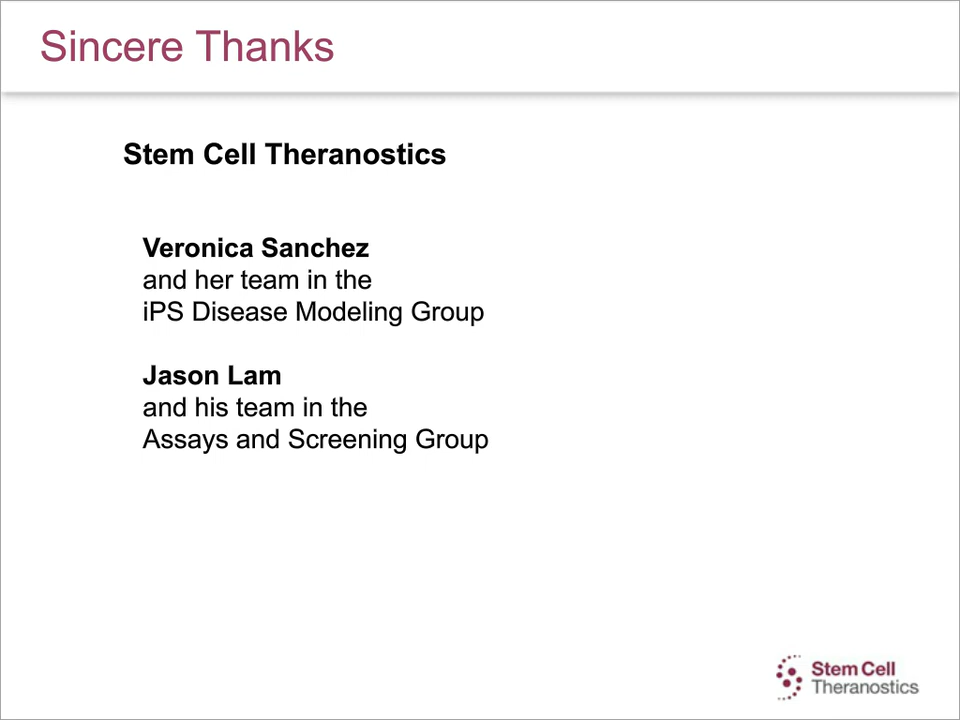 Sincere Thanks
Stem Cell Theranostics
Veronica Sanchez
and her team in the
iPS Disease Modeling Group
Jason Lam
and his team in the
Assays and Screening Group
Stem Cell
Theranostics